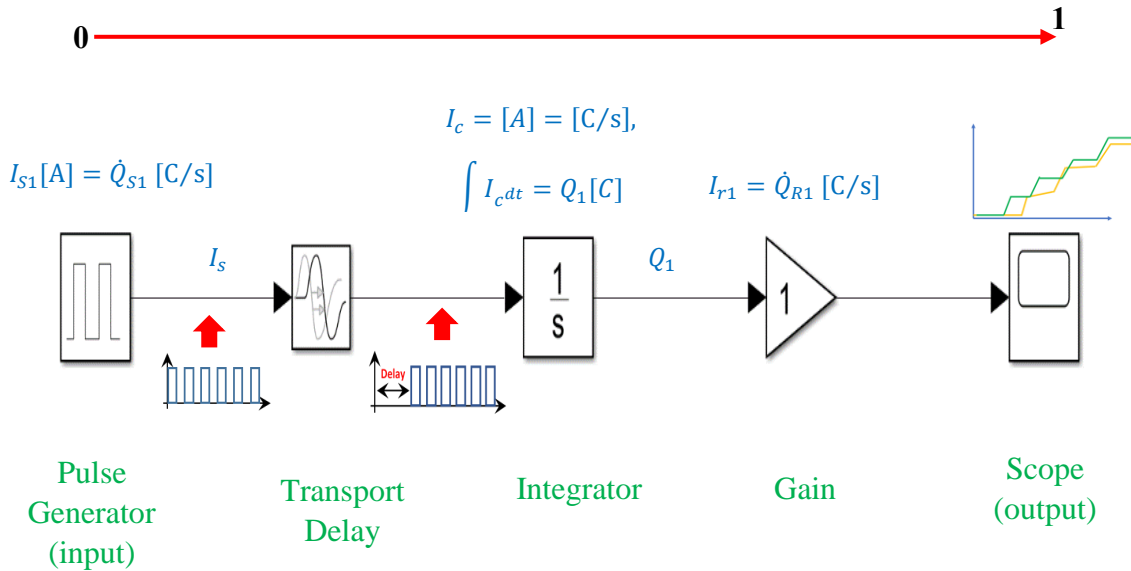 0
1
I_c = [A] = [C/s],
I_{S1}[A] = Q̇_{S1} [C/s]
∫ I_{c^{dt}} = Q_1[C]
I_{r1} = Q̇_{R1} [C/s]
I_s
Q_1
1
s
1
Delay
Pulse
Generator
(input)
Transport
Delay
Integrator
Gain
Scope
(output)